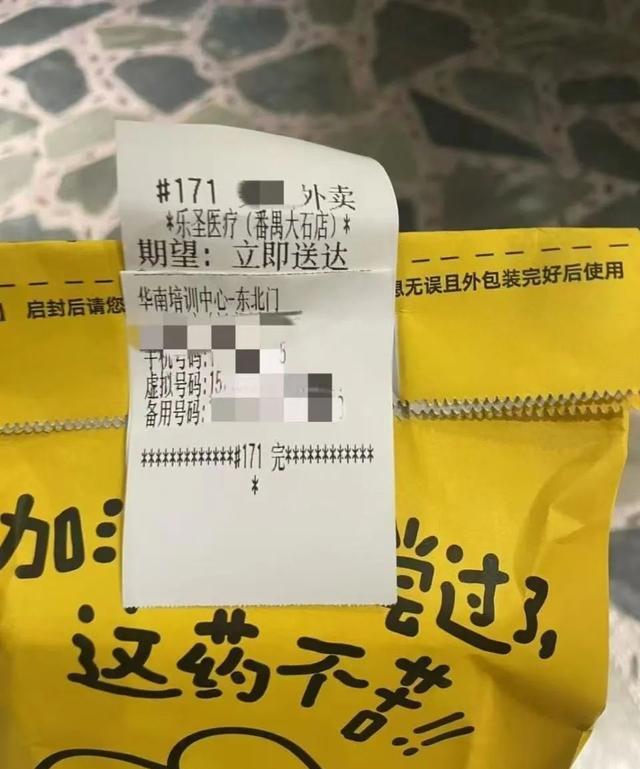 #171 外卖
*乐圣医疗（番禺大石店）*
期望：立即送达
启封后请您
息无误且外包装完好后使用
华南培训中心-东北门
手机号码:1 5
虚拟号码:15
备用号码:
************#171 完************
*
加 尝过了,
这药不苦!!